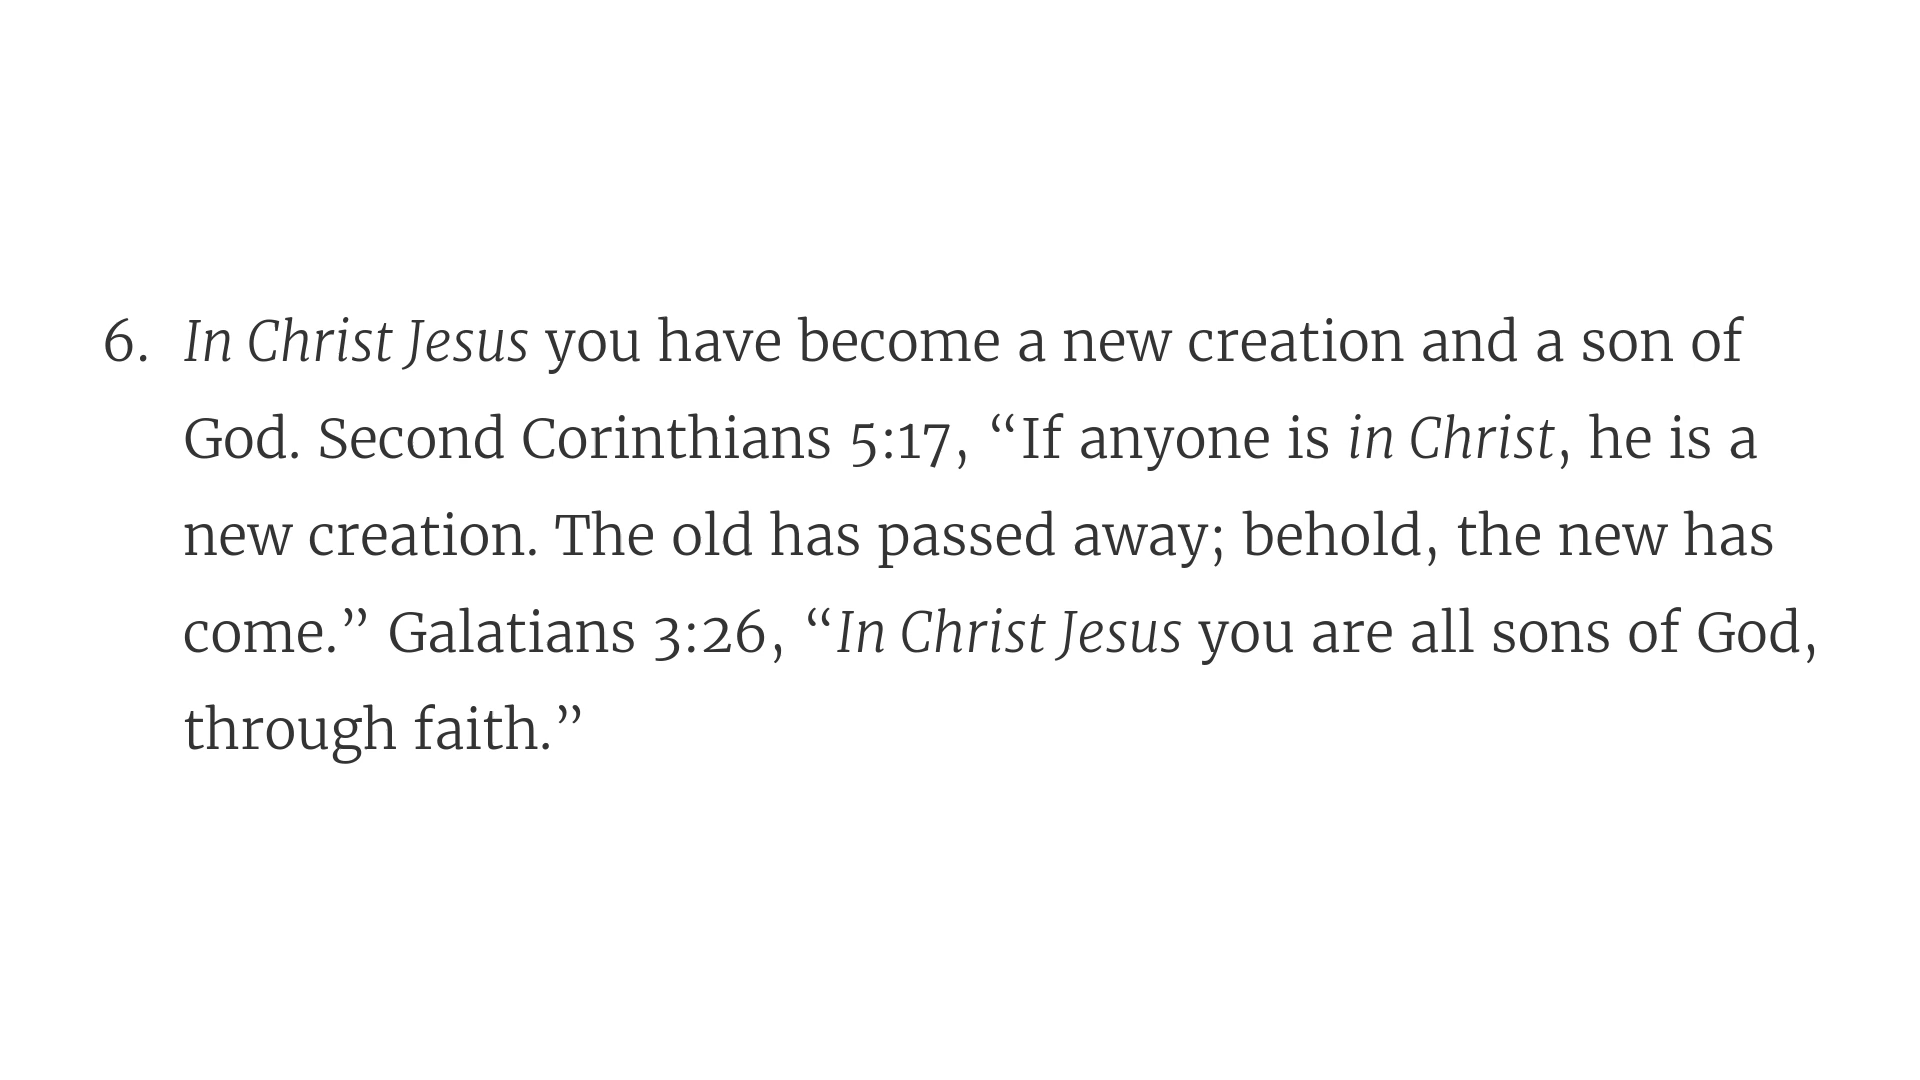 6. In Christ Jesus you have become a new creation and a son of
God. Second Corinthians 5:17, “If anyone is in Christ, he is a
new creation. The old has passed away; behold, the new has
come.” Galatians 3:26, “In Christ Jesus you are all sons of God,
through faith.”